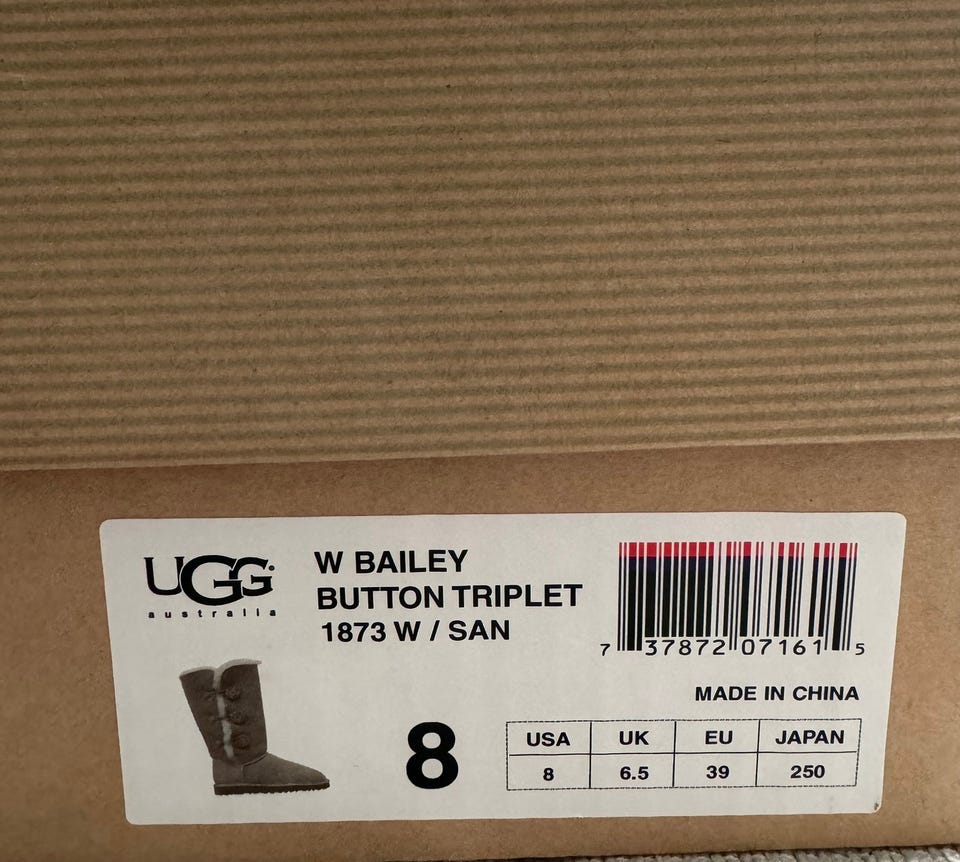 UGG
australia
W BAILEY
BUTTON TRIPLET
1873 W / SAN
7 37872 07161 5
MADE IN CHINA
8
USA UK EU JAPAN
8 6.5 39 250